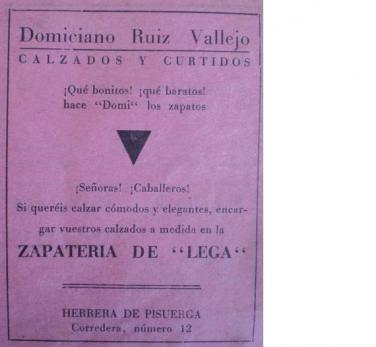 Domiciano Ruiz Vallejo
CALZADOS Y CURTIDOS
¡Qué bonitos! ¡qué baratos!
hace "Domi" los zapatos
¡Señoras! ¡Caballeros!
Si queréis calzar cómodos y elegantes, encar-
gar vuestros calzados a medida en la
ZAPATERIA DE "LEGA"
HERRERA DE PISUERGA
Corredera, número 12